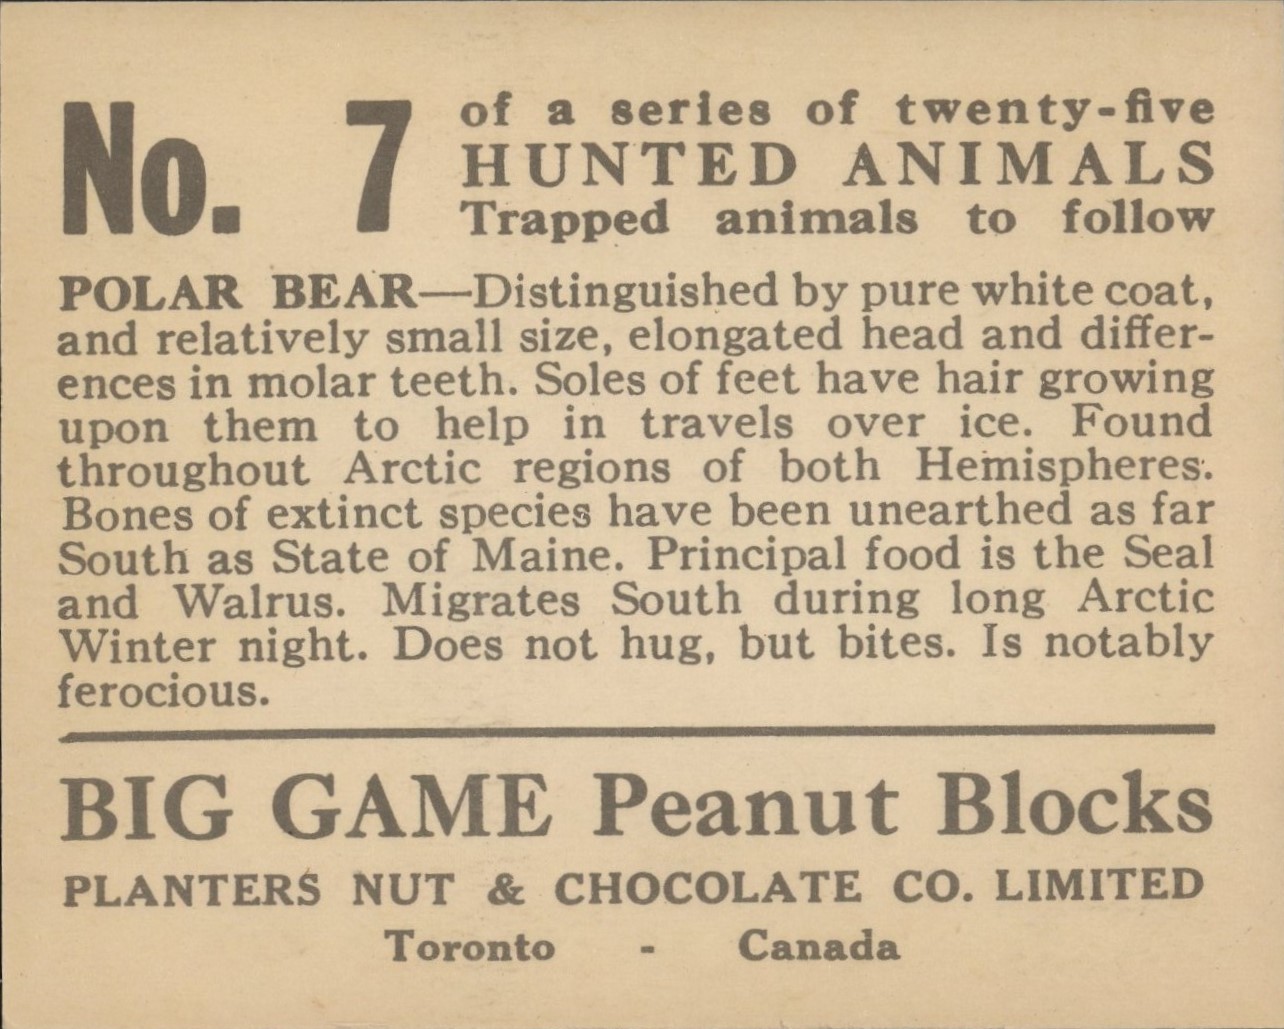 No. 7
of a series of twenty-five
HUNTED ANIMALS
Trapped animals to follow
POLAR BEAR—Distinguished by pure white coat,
and relatively small size, elongated head and differ-
ences in molar teeth. Soles of feet have hair growing
upon them to help in travels over ice. Found
throughout Arctic regions of both Hemispheres.
Bones of extinct species have been unearthed as far
South as State of Maine. Principal food is the Seal
and Walrus. Migrates South during long Arctic
Winter night. Does not hug, but bites. Is notably
ferocious.
BIG GAME Peanut Blocks
PLANTERS NUT & CHOCOLATE CO. LIMITED
Toronto - Canada